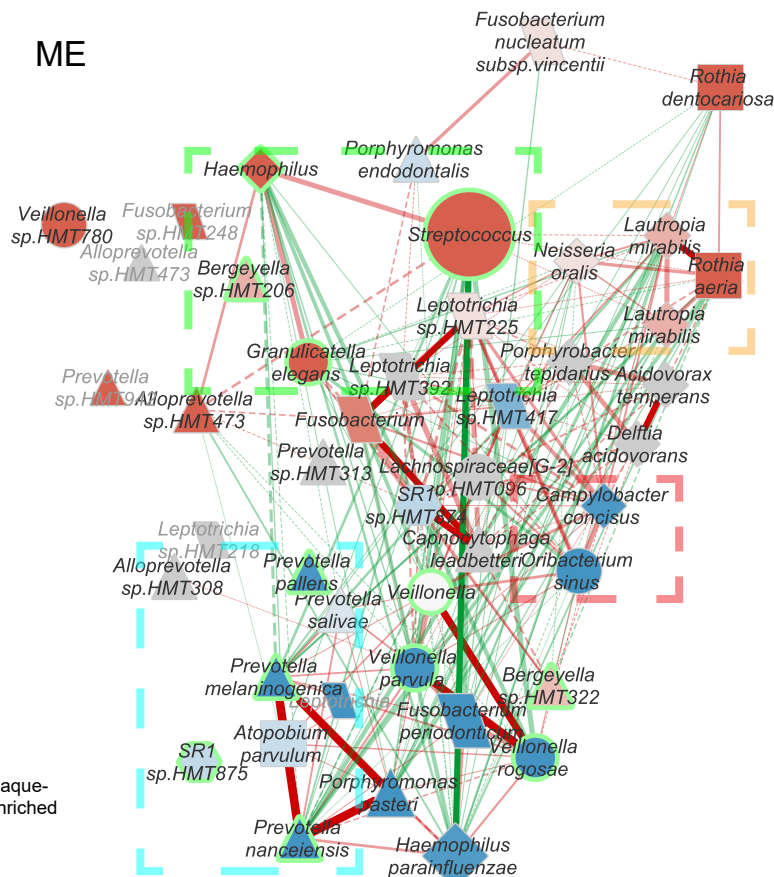 ME
Fusobacterium
nucleatum
subsp.vincentii
Rothia
dentocariosa
Porphyromonas
endodontalis
Haemophilus
Veillonella
sp.HMT780
Fusobacterium
sp.HMT248
Alloprevotella
sp.HMT473
Bergeyella
sp.HMT206
Streptococcus
Neisseria
oralis
Lautropia
mirabilis
Rothia
aeria
Leptotrichia
sp.HMT225
Lautropia
mirabilis
Granulicatella
elegans
Leptotrichia
sp.HMT392
Porphyrobacter
tepidarius
Acidovorax
temperans
Prevotella
Alloprevotella
sp.HMT473
Leptotrichia
sp.HMT417
Fusobacterium
Delftia
acidovorans
Prevotella
sp.HMT313
Lachnospiraceae[G-2]
sp.HMT096
SR1
sp.HMT874
Campylobacter
concisus
Capnocytophaga
leadbetteri
Oribacterium
sinus
Leptotrichia
sp.HMT218
Alloprevotella
sp.HMT308
Prevotella
pallens
Prevotella
salivae
Veillonella
Prevotella
melaninogenica
Veillonella
parvula
Bergeyella
sp.HMT322
Leptotrichia
Fusobacterium
periodonticum
Atopobium
parvulum
Veillonella
rogosae
SR1
sp.HMT875
aque-
nriched
Porphyromonas
pasteri
Prevotella
nanceiensis
Haemophilus
parainfluenzae